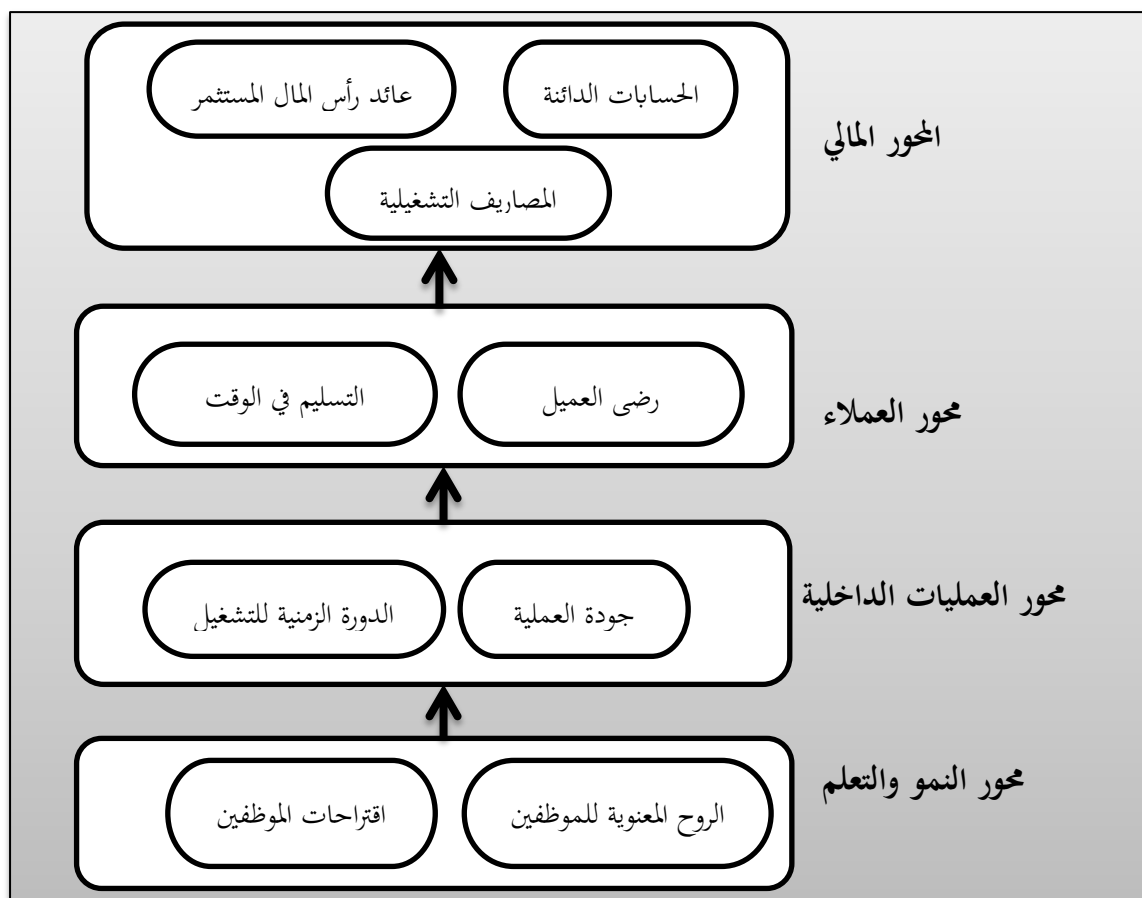 المحور المالي
الحسابات الدائنة
عائد رأس المال المستثمر
المصاريف التشغيلية
محور العملاء
رضى العميل
التسليم في الوقت
محور العمليات الداخلية
جودة العملية
الدورة الزمنية للتشغيل
محور النمو والتعلم
الروح المعنوية للموظفين
اقتراحات الموظفين